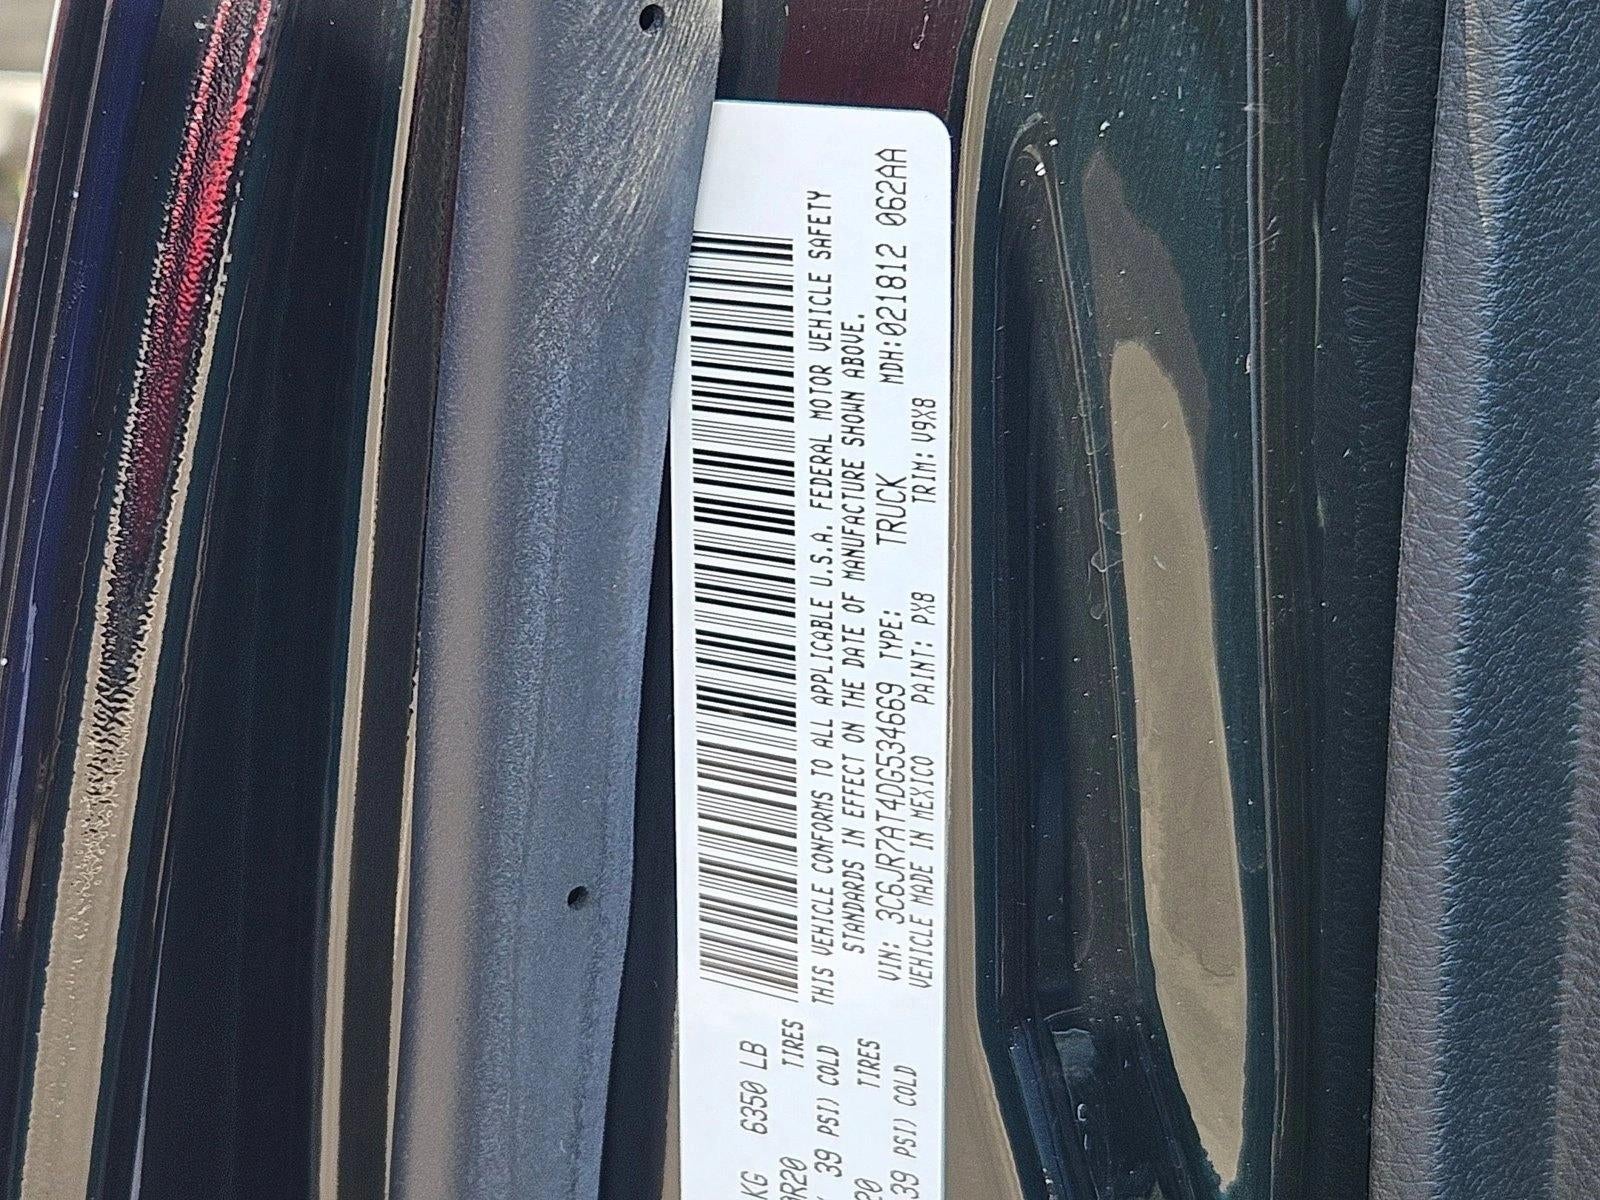 KG 6350 LB
R20 TIRES
39 PSI) COLD
20 TIRES
39 PSI) COLD
THIS VEHICLE CONFORMS TO ALL APPLICABLE U.S.A. FEDERAL MOTOR VEHICLE SAFETY
STANDARDS IN EFFECT ON THE DATE OF MANUFACTURE SHOWN ABOVE.
VIN: 3C6JR7AT4DG534669 TYPE: TRUCK MDH:021812 062AA
VEHICLE MADE IN MEXICO PAINT: PX8 TRIM: V9X8